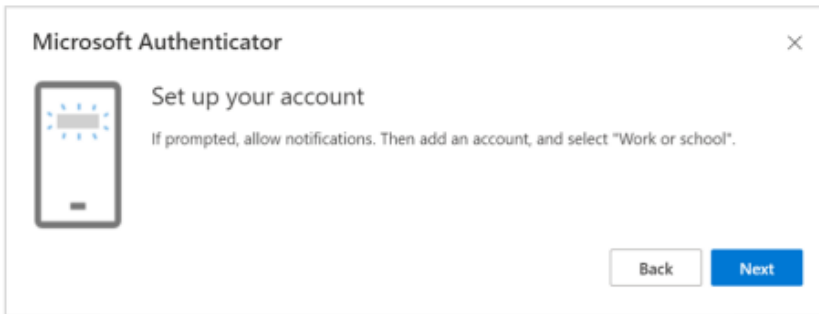 Microsoft Authenticator
Set up your account
If prompted, allow notifications. Then add an account, and select "Work or school".
Back
Next